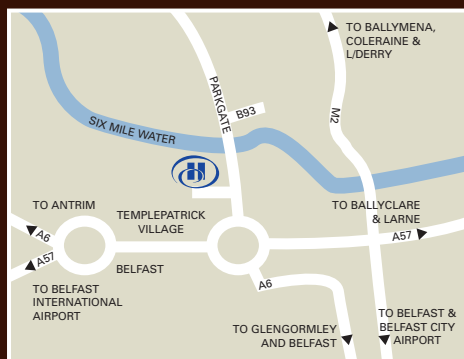 TO BALLYMENA,
COLERAINE &
L/DERRY
PARKGATE
B93
M2
SIX MILE WATER
H
TO ANTRIM
TEMPLEPATRICK
VILLAGE
TO BALLYCLARE
& LARNE
A6
A57
A57
BELFAST
TO BELFAST
INTERNATIONAL
AIRPORT
A6
TO GLENGORMLEY
AND BELFAST
TO BELFAST &
BELFAST CITY
AIRPORT